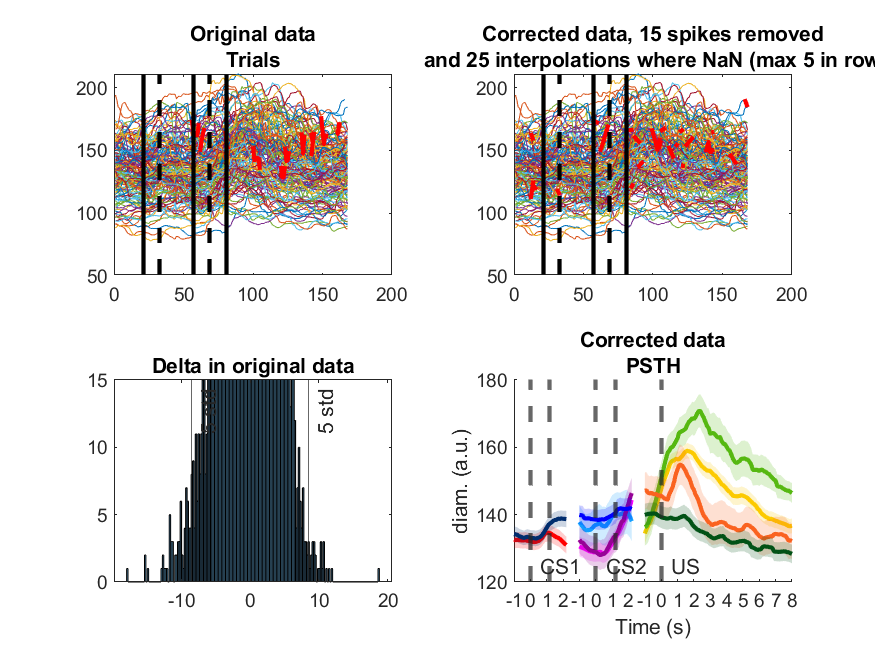 Original data
Trials
200
150
100
50
0 50 100 150 200
Corrected data, 15 spikes removed
and 25 interpolations where NaN (max 5 in row
200
150
100
50
0 50 100 150 200
Delta in original data
15
10
5
0
5 std
-10 0 10 20
Corrected data
PSTH
180
160
140
120
diam. (a.u.)
CS1 CS2 US
-1 0 1 2 -1 0 1 2 -1 0 1 2 3 4 5 6 7 8
Time (s)